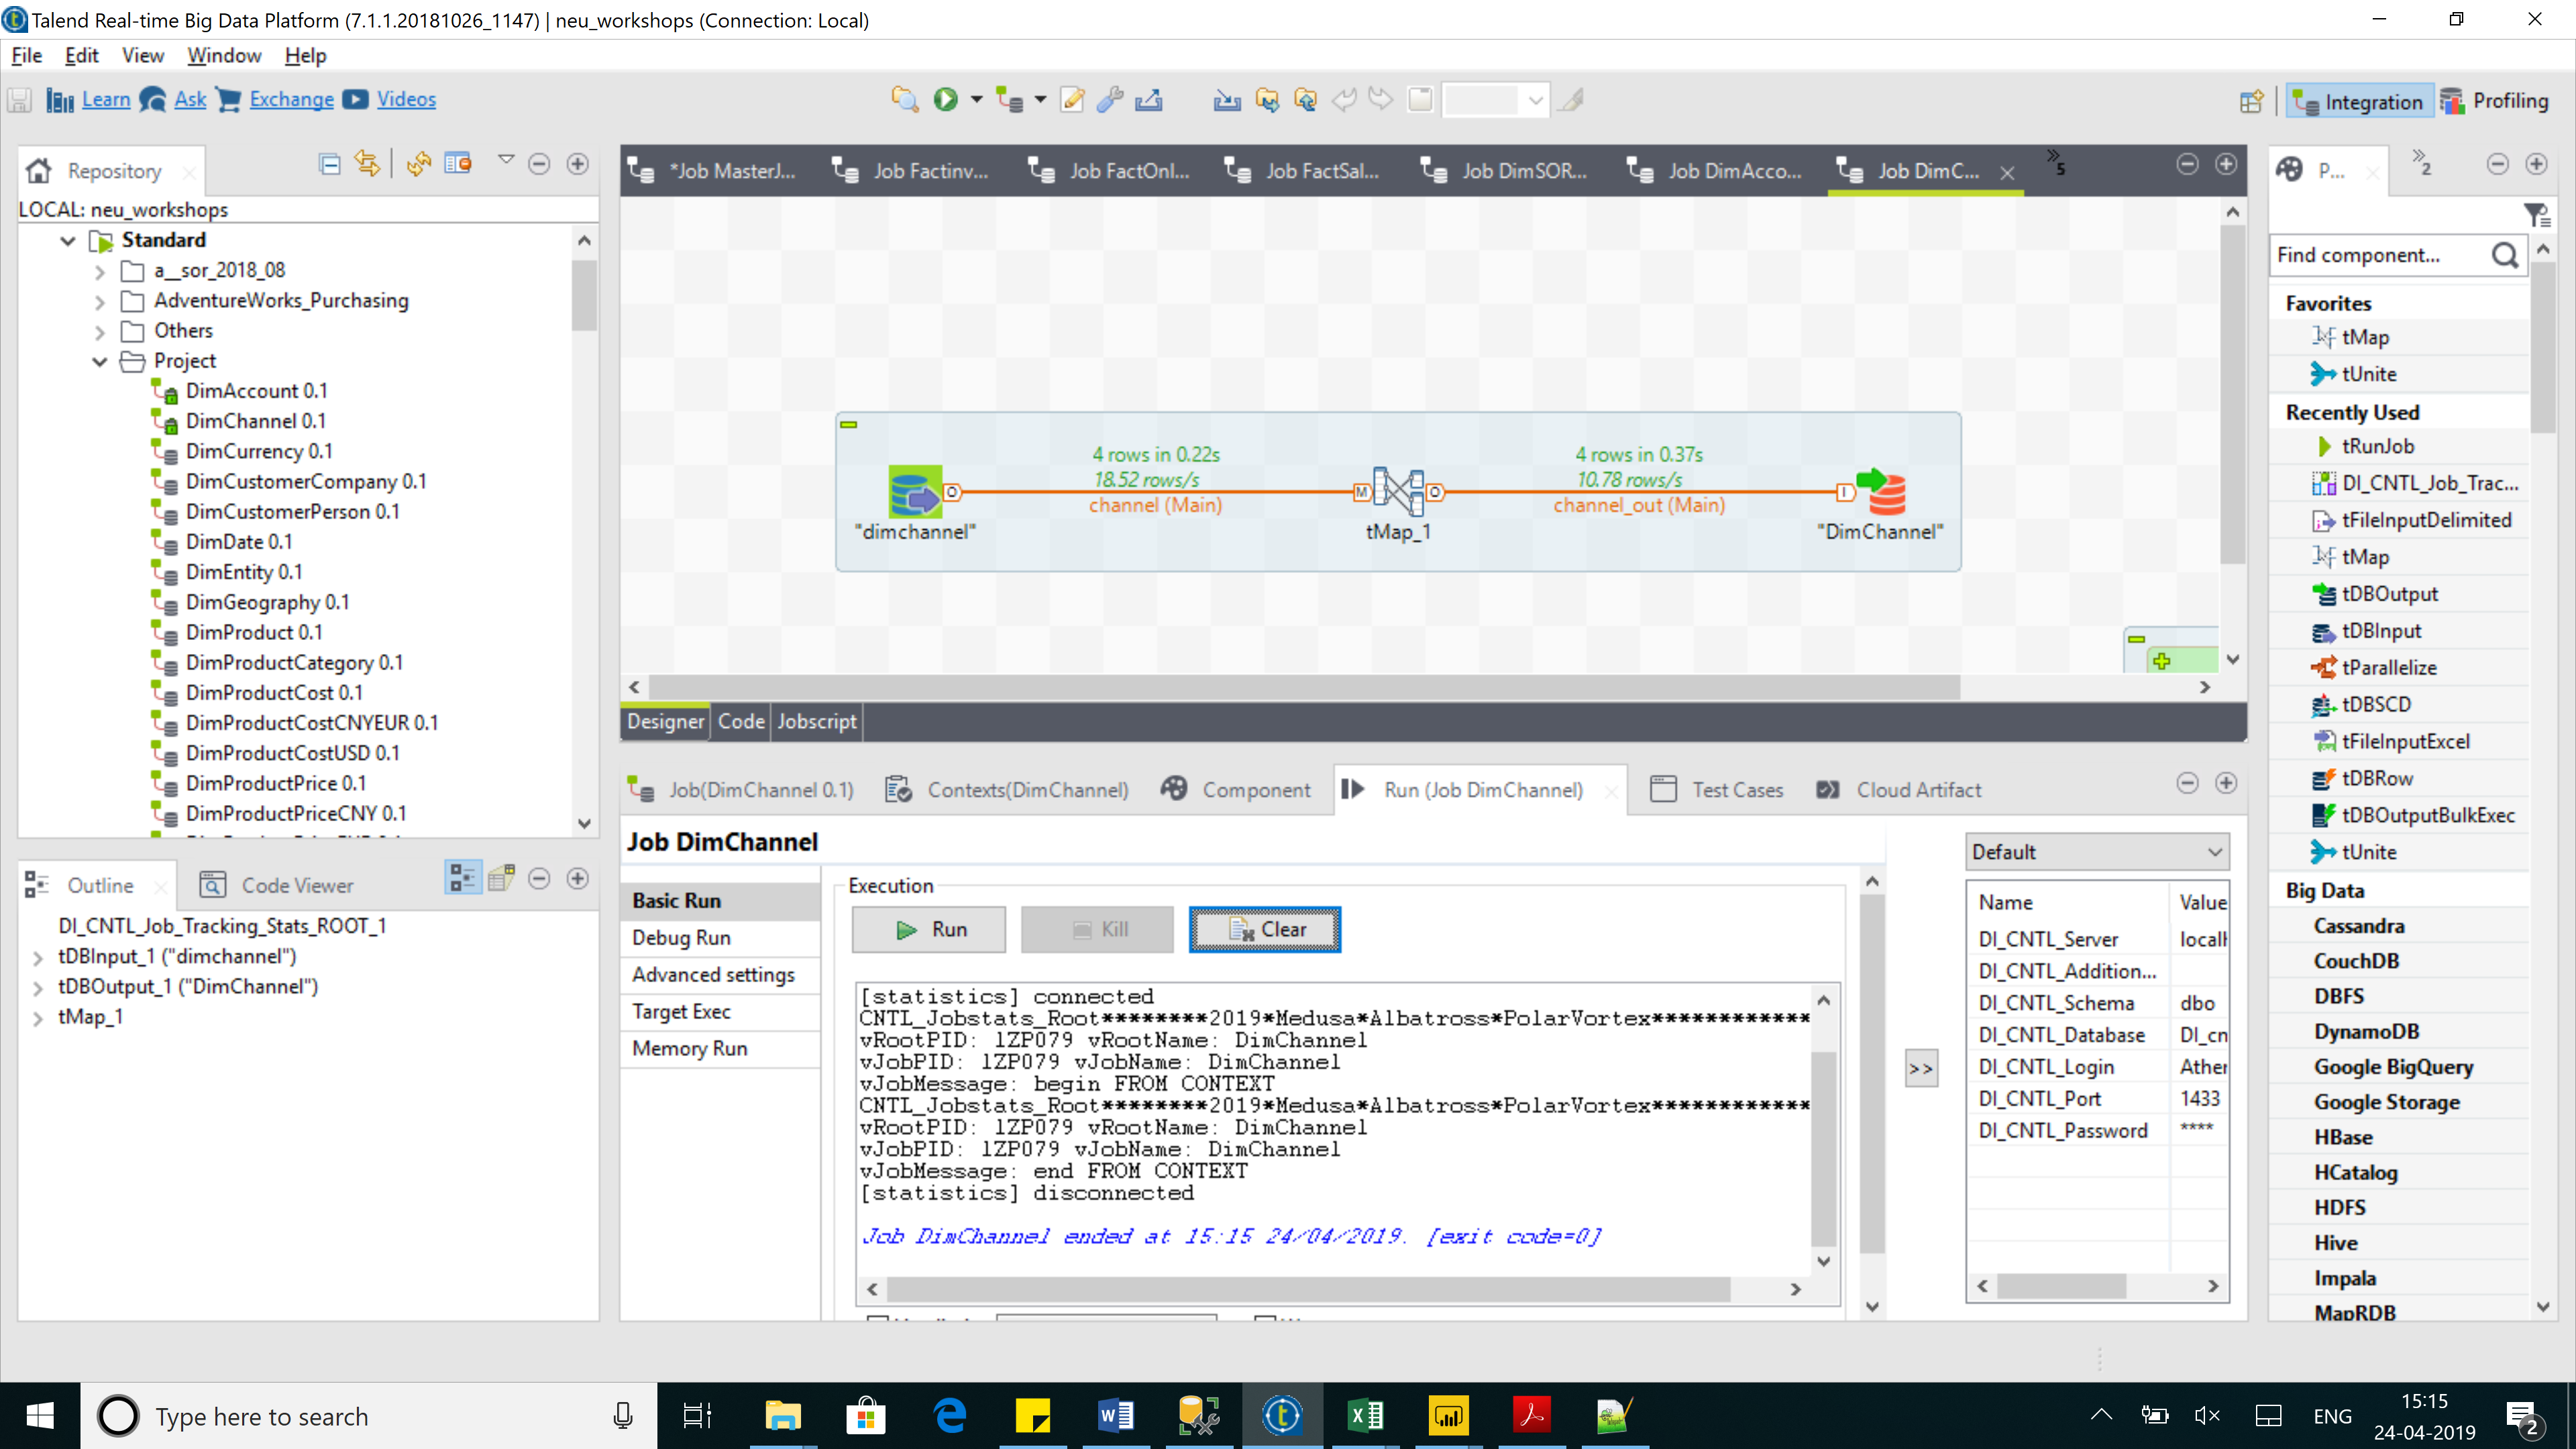 Talend Real-time Big Data Platform (7.1.1.20181026_1147) | neu_workshops (Connection: Local)
File Edit View Window Help
Learn Ask Exchange Videos
Integration Profiling
Repository
LOCAL: neu_workshops
Standard
a__sor_2018_08
AdventureWorks_Purchasing
Others
Project
DimAccount 0.1
DimChannel 0.1
DimCurrency 0.1
DimCustomerCompany 0.1
DimCustomerPerson 0.1
DimDate 0.1
DimEntity 0.1
DimGeography 0.1
DimProduct 0.1
DimProductCategory 0.1
DimProductCost 0.1
DimProductCostCNYEUR 0.1
DimProductCostUSD 0.1
DimProductPrice 0.1
DimProductPriceCNY 0.1
Outline Code Viewer
DI_CNTL_Job_Tracking_Stats_ROOT_1
tDBInput_1 ("dimchannel")
tDBOutput_1 ("DimChannel")
tMap_1
*Job MasterJ... Job Factinv... Job FactOnl... Job FactSal... Job DimSOR... Job DimAcco... Job DimC... 5
4 rows in 0.22s
18.52 rows/s
channel (Main)
4 rows in 0.37s
10.78 rows/s
channel_out (Main)
"dimchannel" tMap_1 "DimChannel"
Designer Code Jobscript
Job(DimChannel 0.1) Contexts(DimChannel) Component Run (Job DimChannel) Test Cases Cloud Artifact
Job DimChannel
Basic Run
Debug Run
Advanced settings
Target Exec
Memory Run
Execution
Run Kill Clear
[statistics] connected
CNTL_Jobstats_Root********2019*Medusa*Albatross*PolarVortex************
vRootPID: lZP079 vRootName: DimChannel
vJobPID: lZP079 vJobName: DimChannel
vJobMessage: begin FROM CONTEXT
CNTL_Jobstats_Root********2019*Medusa*Albatross*PolarVortex************
vRootPID: lZP079 vRootName: DimChannel
vJobPID: lZP079 vJobName: DimChannel
vJobMessage: end FROM CONTEXT
[statistics] disconnected
Job DimChannel ended at 15:15 24/04/2019. [exit code=0]
>>
Default
Name Value
DI_CNTL_Server localh
DI_CNTL_Addition...
DI_CNTL_Schema dbo
DI_CNTL_Database DI_cn
DI_CNTL_Login Ather
DI_CNTL_Port 1433
DI_CNTL_Password ****
P... 2
Find component...
Favorites
tMap
tUnite
Recently Used
tRunJob
DI_CNTL_Job_Trac...
tFileInputDelimited
tMap
tDBOutput
tDBInput
tParallelize
tDBSCD
tFileInputExcel
tDBRow
tDBOutputBulkExec
tUnite
Big Data
Cassandra
CouchDB
DBFS
DynamoDB
Google BigQuery
Google Storage
HBase
HCatalog
HDFS
Hive
Impala
MapRDB
Type here to search
ENG
15:15
24-04-2019
2